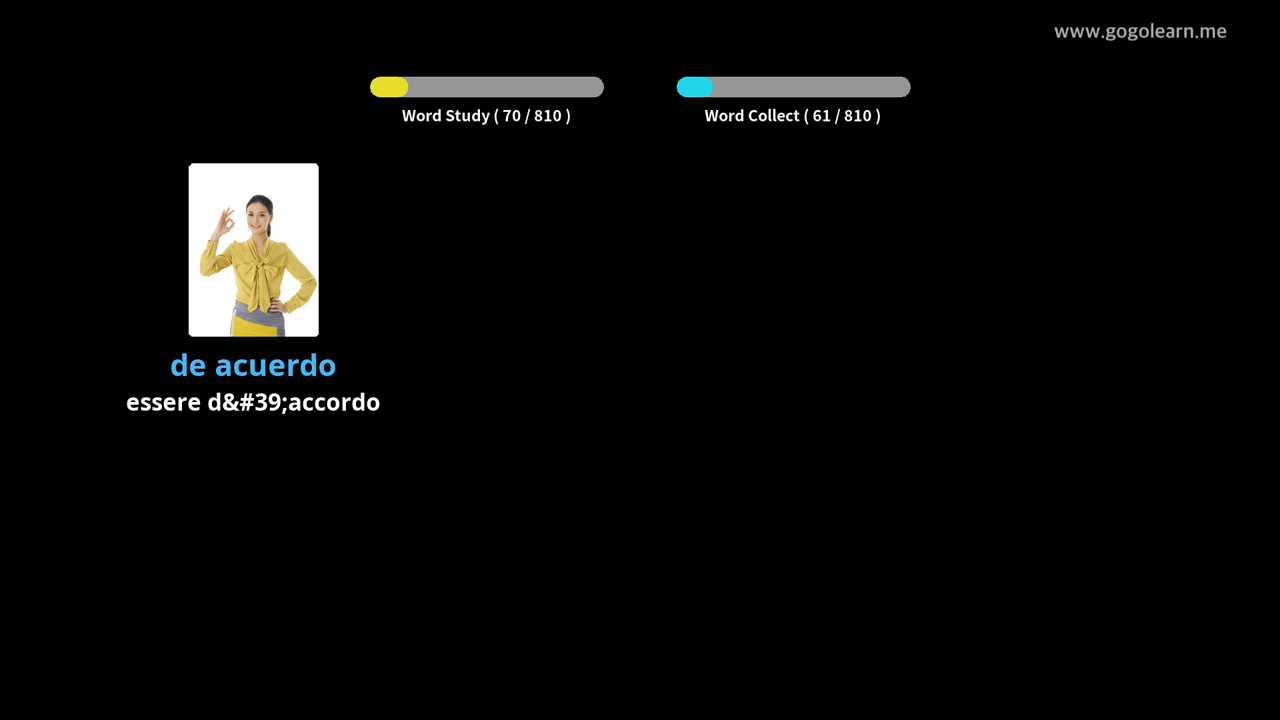 www.gogolearn.me
Word Study ( 70 / 810 )
Word Collect ( 61 / 810 )
de acuerdo
essere d&#39;accordo